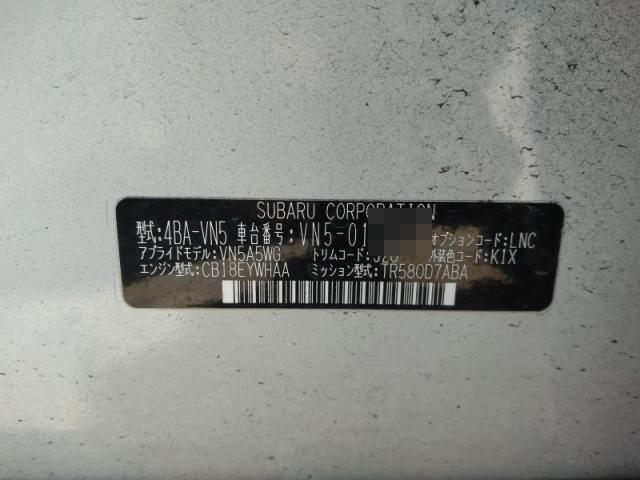 SUBARU CORPORATION
型式:4BA-VN5 車台番号:VN5-01 オプションコード:LNC
アプライドモデル:VN5A5WG トリムコード: 外装色コード:K1X
エンジン型式:CB18EYWHAA ミッション型式:TR580D7ABA